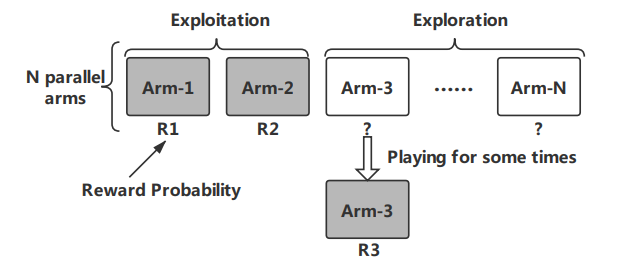 Exploitation
Exploration
N parallel
arms
Arm-1
Arm-2
Arm-3
······
Arm-N
R1
R2
?
?
Playing for some times
Reward Probability
Arm-3
R3